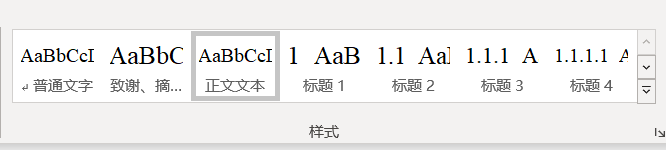 AaBbCcI AaBbC AaBbCcI 1 AaB 1.1 Aal 1.1.1 A 1.1.1.1 A
↲ 普通文字 致谢、摘... 正文文本 标题 1 标题 2 标题 3 标题 4
样式